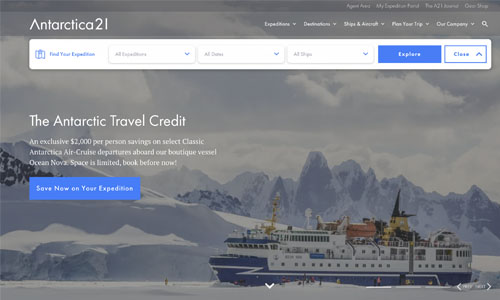 Agent Area My Expedition Portal The A21 Journal Gear Shop
Antarctica21
Expeditions Destinations Ships & Aircraft Plan Your Trip Our Company
Find Your Expedition All Expeditions All Dates All Ships Explore Close
The Antarctic Travel Credit
An exclusive $2,000 per person savings on select Classic
Antarctica Air-Cruise departures aboard our boutique vessel
Ocean Nova. Space is limited, book before now!
Save Now on Your Expedition
OCEAN NOVA
PREV NEXT